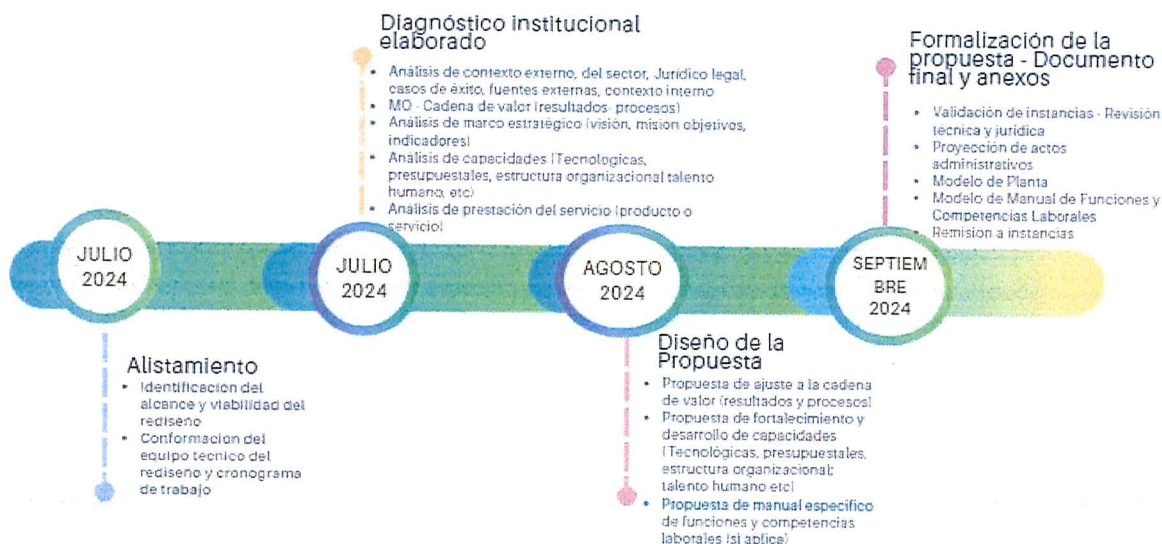 Diagnóstico institucional
elaborado
• Análisis de contexto externo, del sector, Jurídico legal,
casos de éxito, fuentes externas, contexto interno
• MO - Cadena de valor (resultados- procesos)
• Análisis de marco estratégico (visión, misión objetivos,
indicadores)
• Análisis de capacidades (Tecnologicas,
presupuestales, estructura organizacional talento
humano, etc)
• Análisis de prestación del servicio (producto o
servicio)
Formalización de la
propuesta - Documento
final y anexos
• Validación de instancias - Revisión
técnica y jurídica
• Proyección de actos
administrativos
• Modelo de Planta
• Modelo de Manual de Funciones y
Competencias Laborales
• Remision a instancias
JULIO
2024
JULIO
2024
AGOSTO
2024
SEPTIEM
BRE
2024
Alistamiento
• Identificacion del
alcance y viabilidad del
rediseño
• Conformacion del
equipo tecnico del
rediseño y cronograma
de trabajo
Diseño de la
Propuesta
• Propuesta de ajuste a la cadena
de valor (resultados y procesos)
• Propuesta de fortalecimiento y
desarrollo de capacidades
(Tecnológicas, presupuestales,
estructura organizacional;
talento humano etc)
• Propuesta de manual especifico
de funciones y competencias
laborales (si aplica)